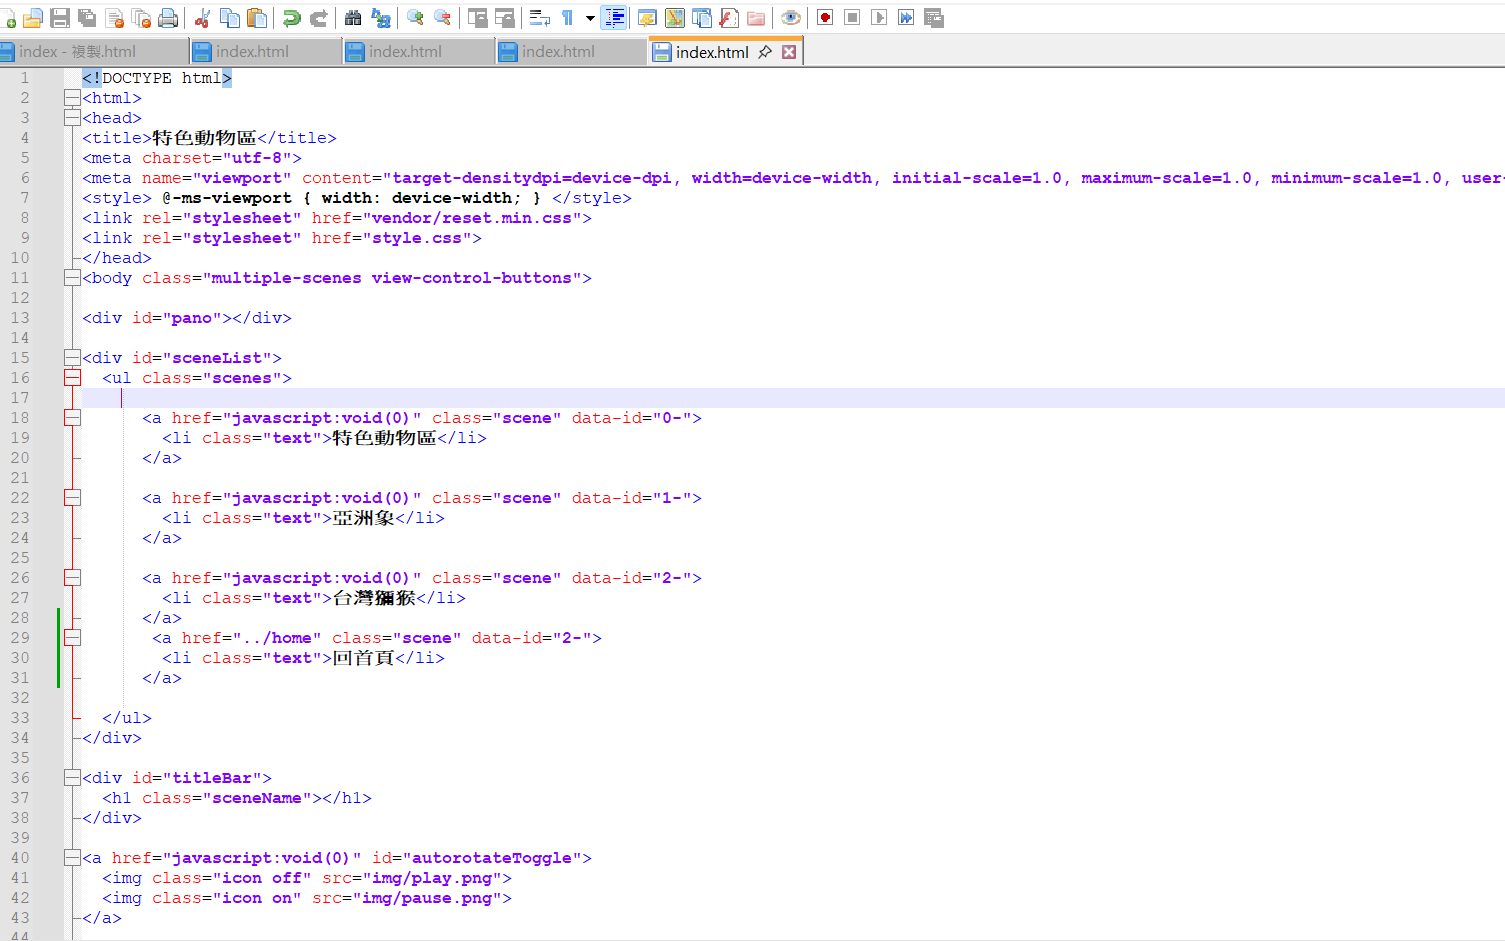 index - 複製.html index.html index.html index.html index.html
1 <!DOCTYPE html>
2 <html>
3 <head>
4 <title>特色動物區</title>
5 <meta charset="utf-8">
6 <meta name="viewport" content="target-densitydpi=device-dpi, width=device-width, initial-scale=1.0, maximum-scale=1.0, minimum-scale=1.0, user-
7 <style> @-ms-viewport { width: device-width; } </style>
8 <link rel="stylesheet" href="vendor/reset.min.css">
9 <link rel="stylesheet" href="style.css">
10 </head>
11 <body class="multiple-scenes view-control-buttons">
12
13 <div id="pano"></div>
14
15 <div id="sceneList">
16 <ul class="scenes">
17
18 <a href="javascript:void(0)" class="scene" data-id="0-">
19 <li class="text">特色動物區</li>
20 </a>
21
22 <a href="javascript:void(0)" class="scene" data-id="1-">
23 <li class="text">亞洲象</li>
24 </a>
25
26 <a href="javascript:void(0)" class="scene" data-id="2-">
27 <li class="text">台灣獼猴</li>
28 </a>
29 <a href="../home" class="scene" data-id="2-">
30 <li class="text">回首頁</li>
31 </a>
32
33 </ul>
34 </div>
35
36 <div id="titleBar">
37 <h1 class="sceneName"></h1>
38 </div>
39
40 <a href="javascript:void(0)" id="autorotateToggle">
41 <img class="icon off" src="img/play.png">
42 <img class="icon on" src="img/pause.png">
43 </a>
44